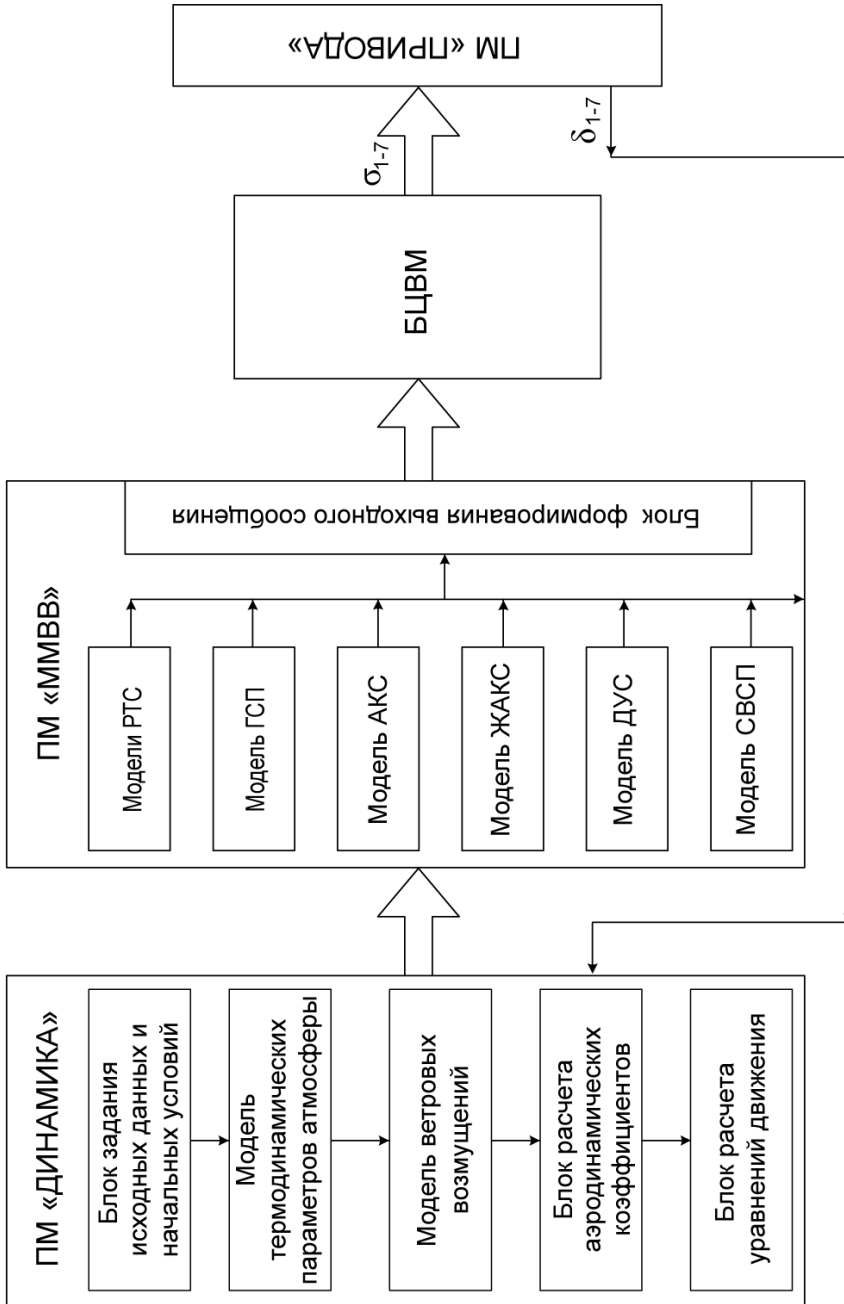 ПМ «ДИНАМИКА»
Блок задания
исходных данных и
начальных условий
Модель
термодинамических
параметров атмосферы
Модель ветровых
возмущений
Блок расчета
аэродинамических
коэффициентов
Блок расчета
уравнений движения
ПМ «ММВВ»
Модели РТС
Модель ГСП
Модель АКС
Модель ЖАКС
Модель ДУС
Модель СВСП
Блок формирования выходного сообщения
БЦВМ
σ1-7
ПМ «ПРИВОДА»
δ1-7